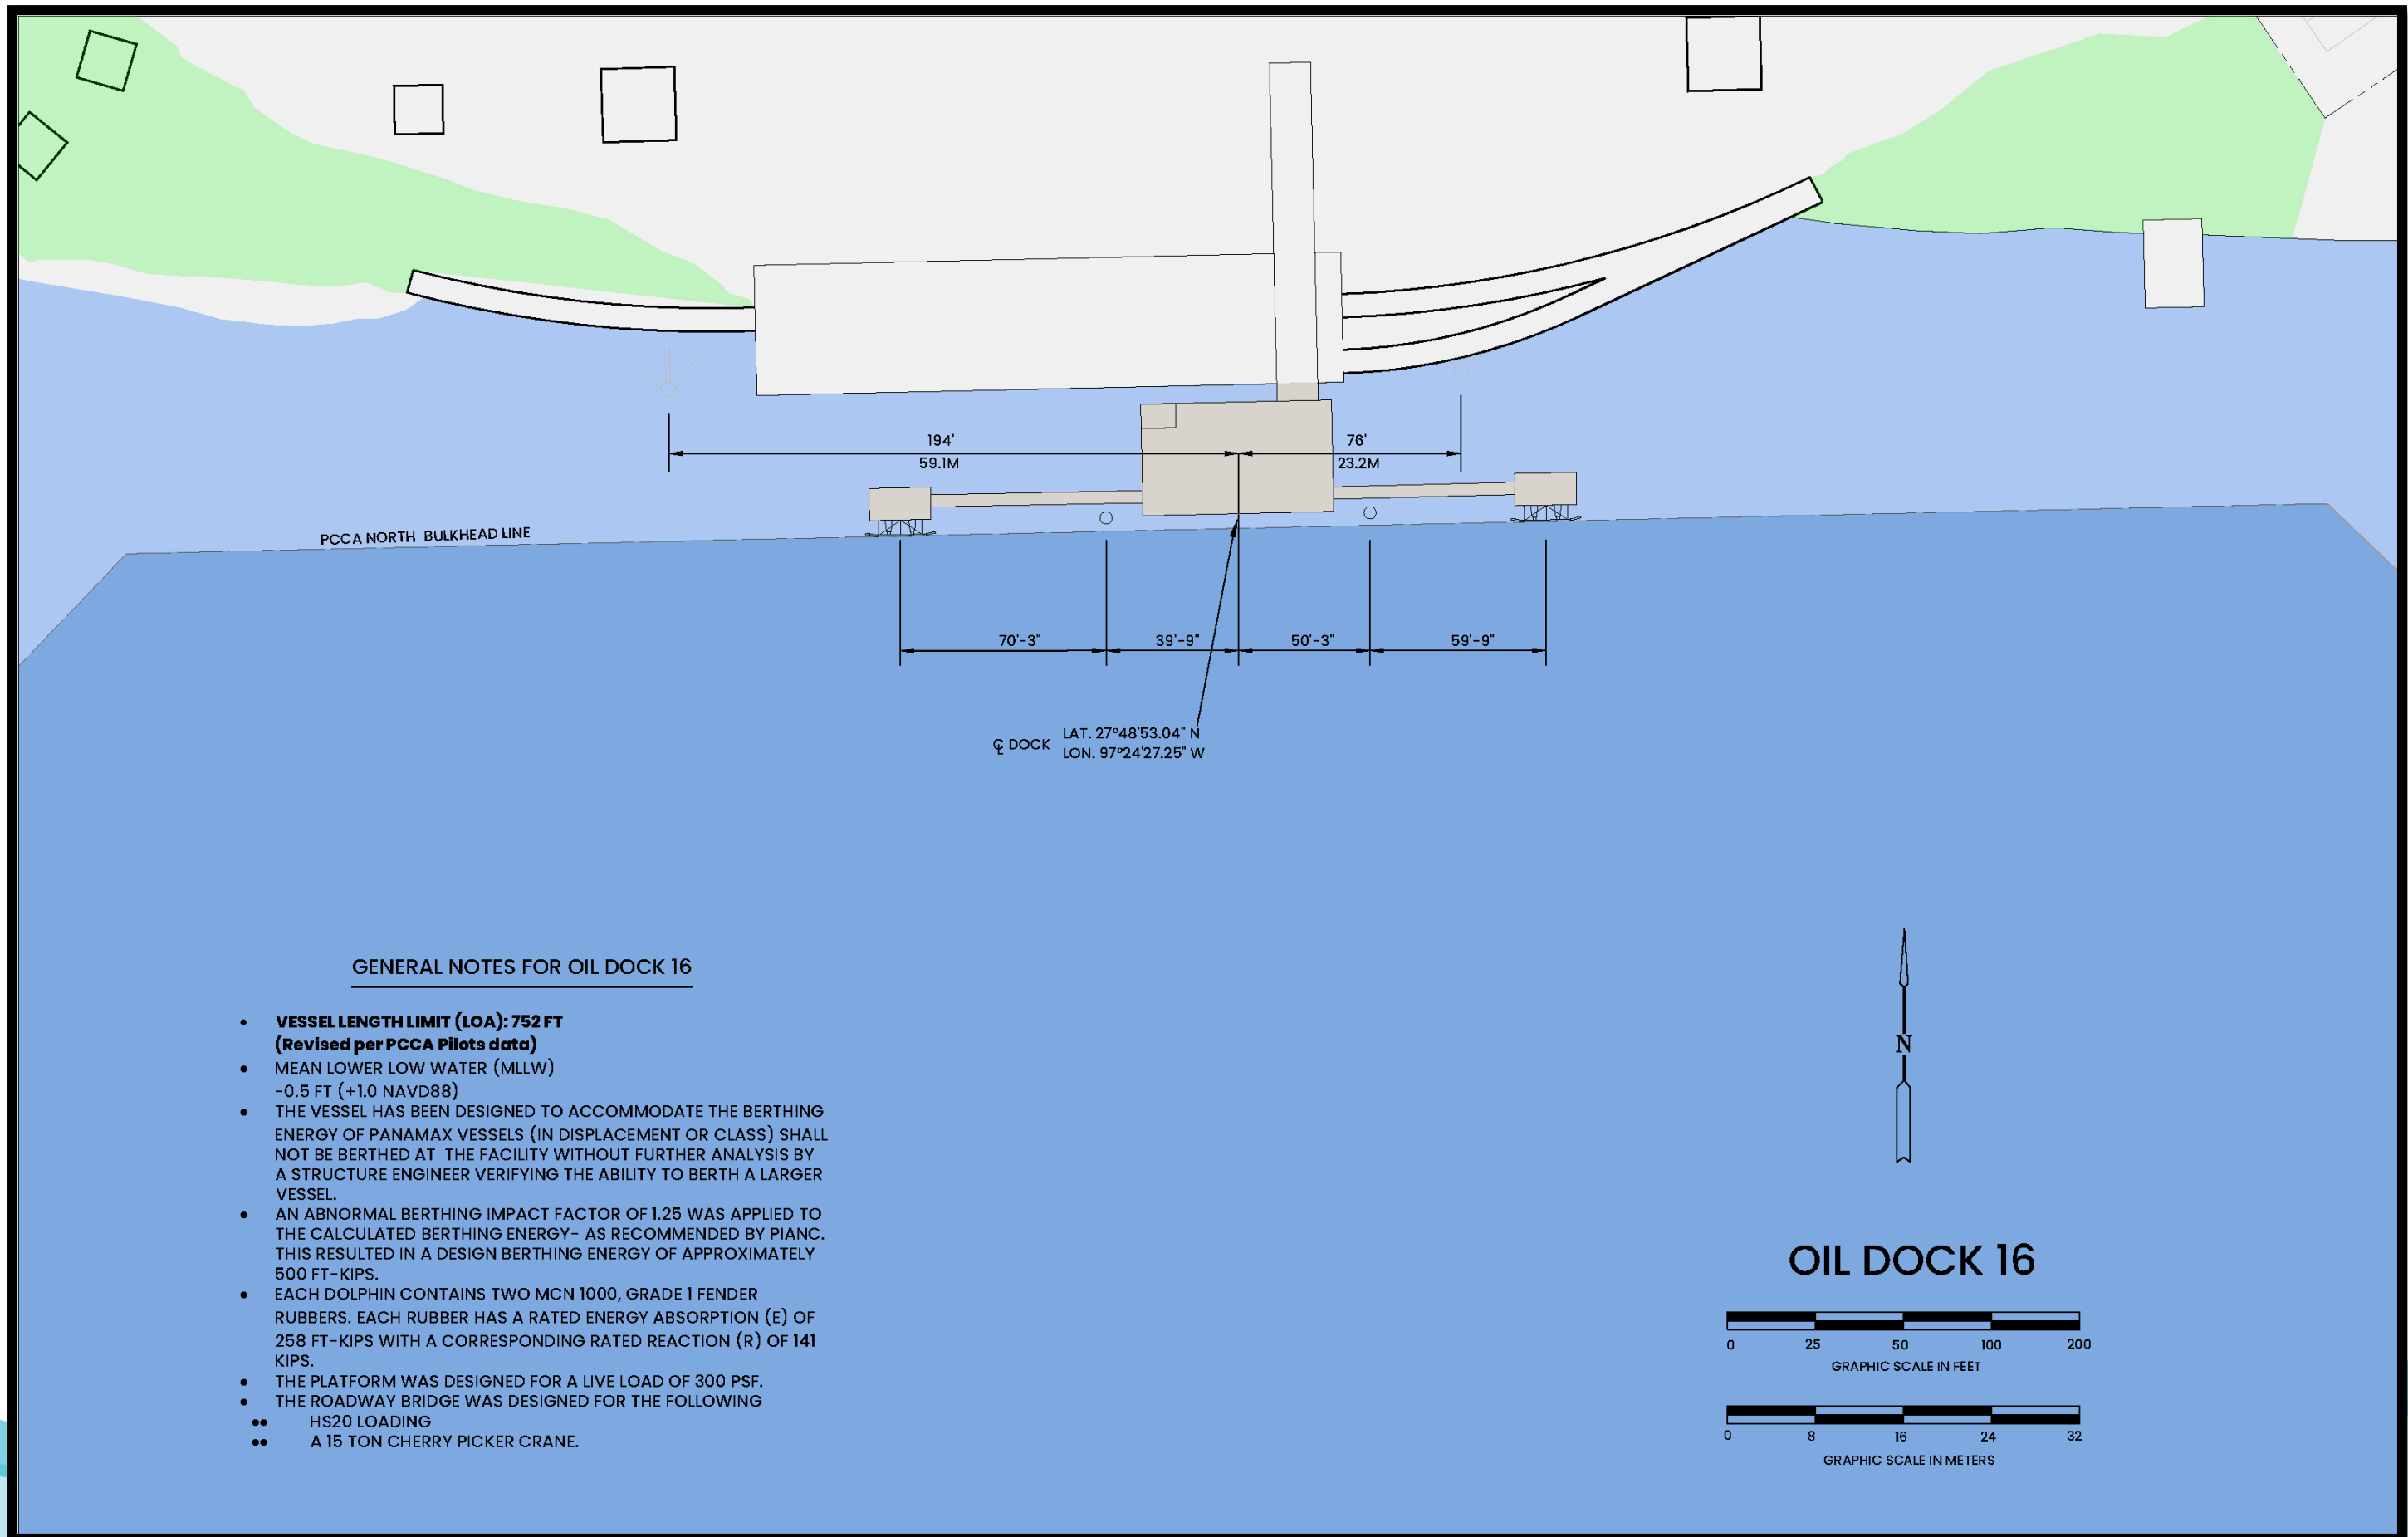 194'
76'
59.1M
23.2M
PCCA NORTH BULKHEAD LINE
70'-3"
39'-9"
50'-3"
59'-9"
℄ DOCK
LAT. 27°48'53.04" N
LON. 97°24'27.25" W
GENERAL NOTES FOR OIL DOCK 16
• VESSEL LENGTH LIMIT (LOA): 752 FT
(Revised per PCCA Pilots data)
• MEAN LOWER LOW WATER (MLLW)
-0.5 FT (+1.0 NAVD88)
• THE VESSEL HAS BEEN DESIGNED TO ACCOMMODATE THE BERTHING
ENERGY OF PANAMAX VESSELS (IN DISPLACEMENT OR CLASS) SHALL
NOT BE BERTHED AT THE FACILITY WITHOUT FURTHER ANALYSIS BY
A STRUCTURE ENGINEER VERIFYING THE ABILITY TO BERTH A LARGER
VESSEL.
• AN ABNORMAL BERTHING IMPACT FACTOR OF 1.25 WAS APPLIED TO
THE CALCULATED BERTHING ENERGY- AS RECOMMENDED BY PIANC.
THIS RESULTED IN A DESIGN BERTHING ENERGY OF APPROXIMATELY
500 FT-KIPS.
• EACH DOLPHIN CONTAINS TWO MCN 1000, GRADE 1 FENDER
RUBBERS. EACH RUBBER HAS A RATED ENERGY ABSORPTION (E) OF
258 FT-KIPS WITH A CORRESPONDING RATED REACTION (R) OF 141
KIPS.
• THE PLATFORM WAS DESIGNED FOR A LIVE LOAD OF 300 PSF.
• THE ROADWAY BRIDGE WAS DESIGNED FOR THE FOLLOWING
•• HS20 LOADING
•• A 15 TON CHERRY PICKER CRANE.
N
OIL DOCK 16
0 25 50 100 200
GRAPHIC SCALE IN FEET
0 8 16 24 32
GRAPHIC SCALE IN METERS